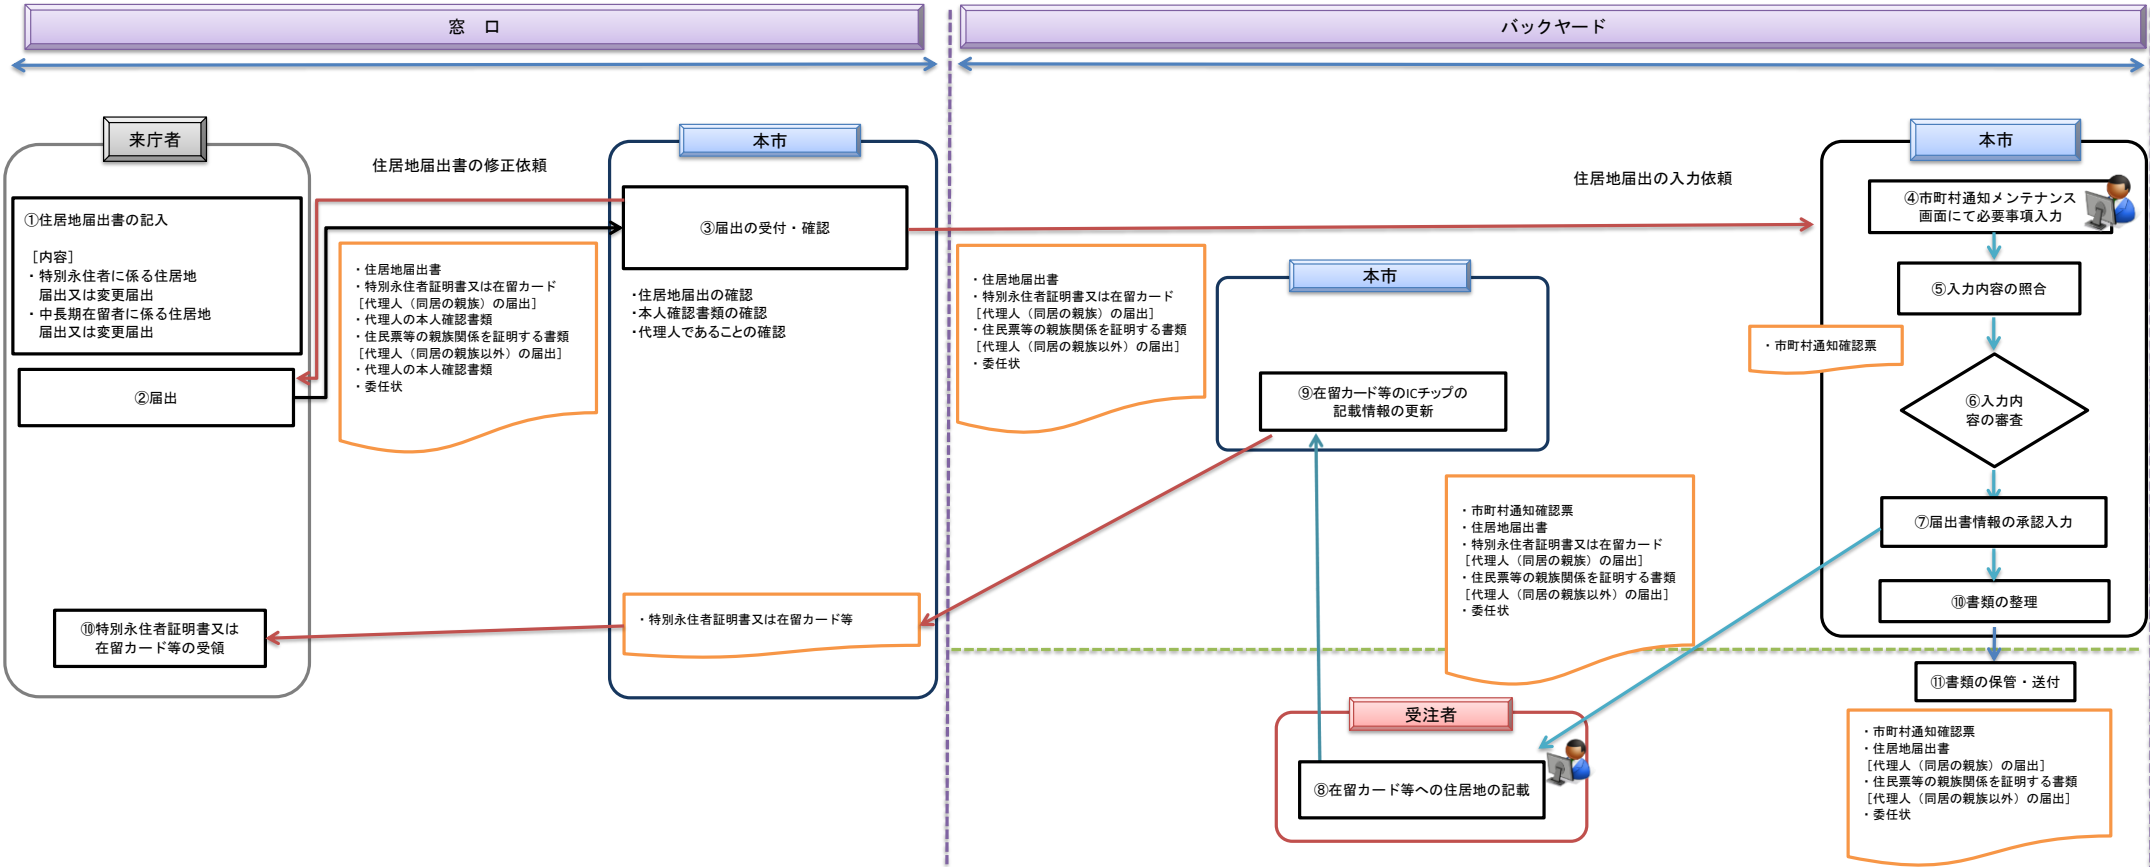 窓　口
バックヤード
来庁者
①住居地届出書の記入
［内容］
・特別永住者に係る住居地
届出又は変更届出
・中長期在留者に係る住居地
届出又は変更届出
②届出
⑩特別永住者証明書又は
在留カード等の受領
住居地届出書の修正依頼
・住居地届出書
・特別永住者証明書又は在留カード
［代理人（同居の親族）の届出］
・代理人の本人確認書類
・住民票等の親族関係を証明する書類
［代理人（同居の親族以外）の届出］
・代理人の本人確認書類
・委任状
本市
③届出の受付・確認
・住居地届出の確認
・本人確認書類の確認
・代理人であることの確認
・特別永住者証明書又は在留カード等
住居地届出の入力依頼
・住居地届出書
・特別永住者証明書又は在留カード
［代理人（同居の親族）の届出］
・住民票等の親族関係を証明する書類
［代理人（同居の親族以外）の届出］
・委任状
本市
⑨在留カード等のICチップの
記載情報の更新
・市町村通知確認票
・住居地届出書
・特別永住者証明書又は在留カード
［代理人（同居の親族）の届出］
・住民票等の親族関係を証明する書類
［代理人（同居の親族以外）の届出］
・委任状
受注者
⑧在留カード等への住居地の記載
本市
④市町村通知メンテナンス
画面にて必要事項入力
⑤入力内容の照合
・市町村通知確認票
⑥入力内
容の審査
⑦届出書情報の承認入力
⑩書類の整理
⑪書類の保管・送付
・市町村通知確認票
・住居地届出書
［代理人（同居の親族）の届出］
・住民票等の親族関係を証明する書類
［代理人（同居の親族以外）の届出］
・委任状